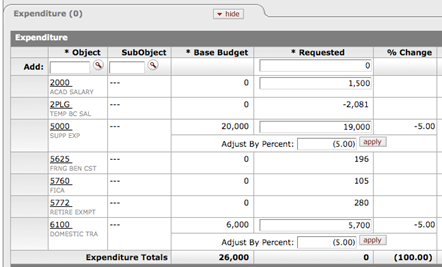 Expenditure (0) hide
Expenditure
* Object SubObject * Base Budget * Requested % Change
Add: 0
2000 --- 0 1,500
ACAD SALARY
2PLG --- 0 -2,081
TEMP BC SAL
5000 --- 20,000 19,000 -5.00
SUPP EXP
Adjust By Percent: (5.00) apply
5625 --- 0 196
FRNG BEN CST
5760 --- 0 105
FICA
5772 --- 0 280
RETIRE EXMPT
6100 --- 6,000 5,700 -5.00
DOMESTIC TRA
Adjust By Percent: (5.00) apply
Expenditure Totals 26,000 0 (100.00)